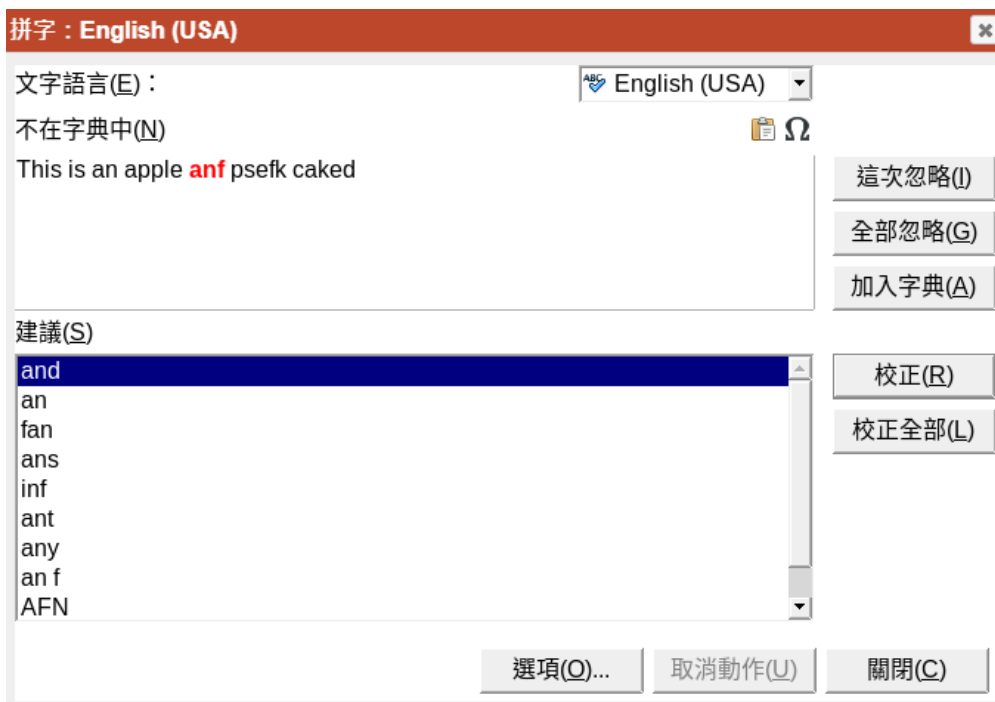 拼字：English (USA)
文字語言(E)：
English (USA)
不在字典中(N)
This is an apple anf psefk caked
這次忽略(I)
全部忽略(G)
加入字典(A)
建議(S)
and
an
fan
ans
inf
ant
any
an f
AFN
校正(R)
校正全部(L)
選項(O)...
取消動作(U)
關閉(C)